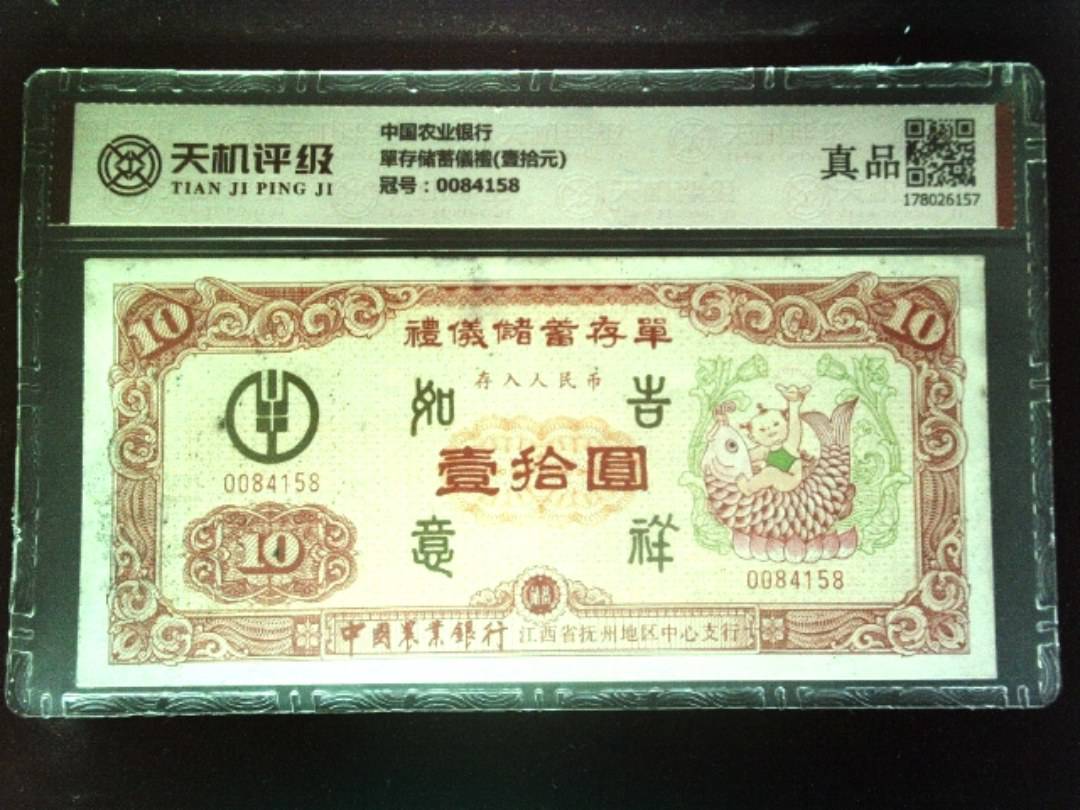 天机评级
TIAN JI PING JI
中国农业银行
單存储蓄儀禮(壹拾元)
冠号：0084158
真品
178026157
10
10
禮儀儲蓄存單
存入人民币
如 吉
壹拾圓
意 祥
0084158
10
0084158
中國農業銀行 江西省抚州地区中心支行